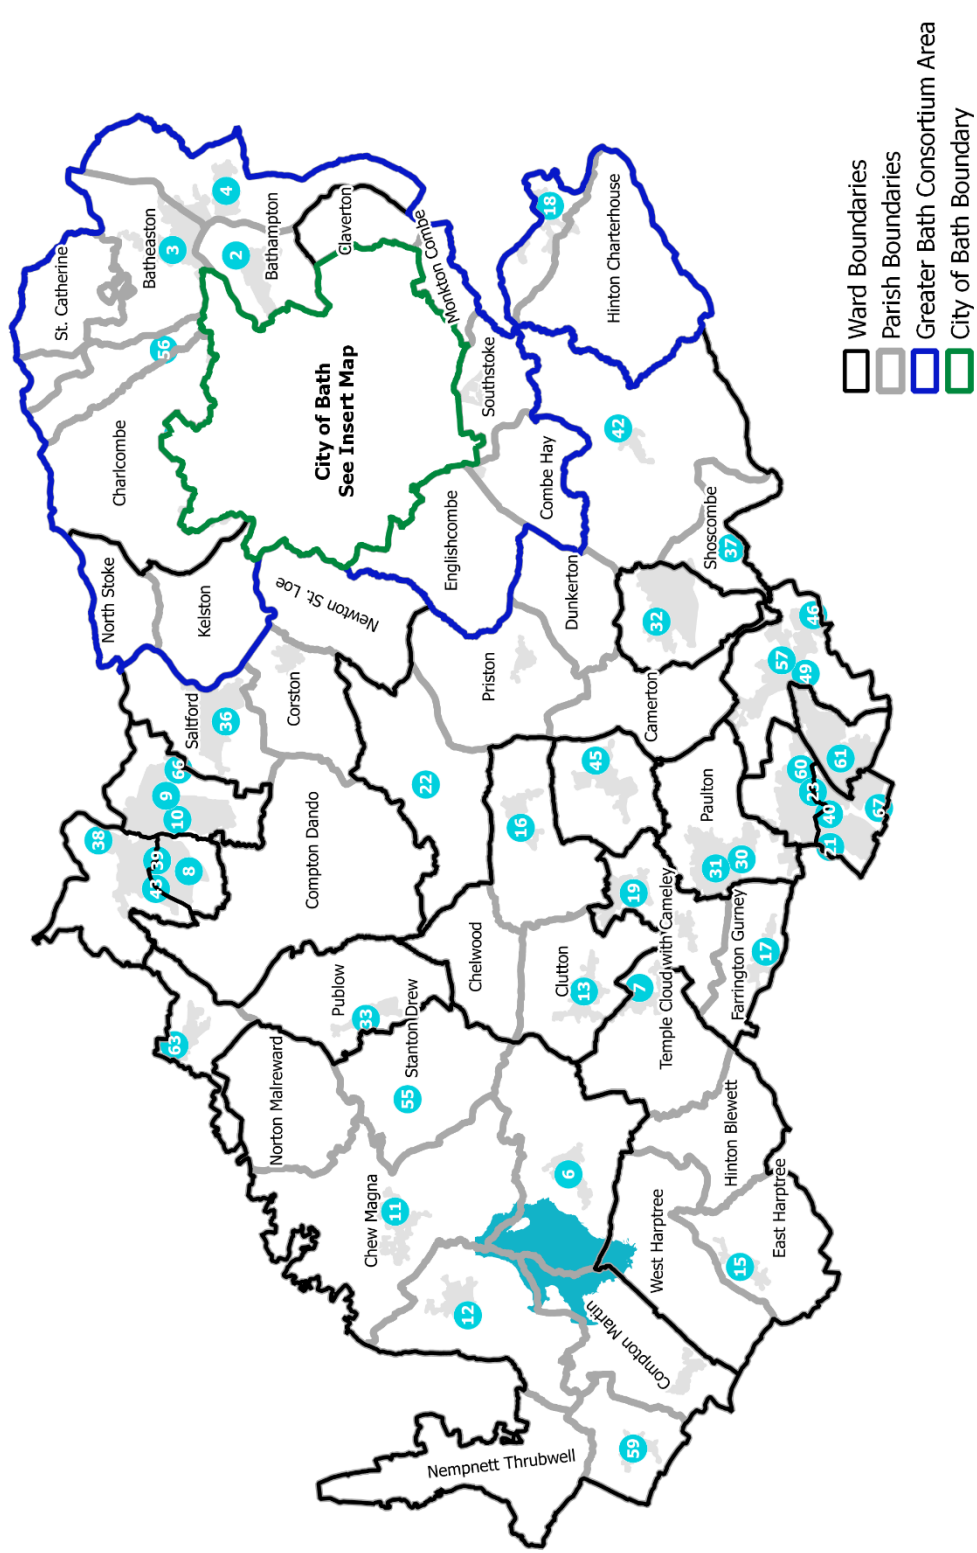 St. Catherine
Batheaston
3
4
2
Bathampton
56
Charlcombe
Claverton
Monkton Combe
18
Hinton Charterhouse
City of Bath
See Insert Map
Southstoke
42
Combe Hay
Englishcombe
North Stoke
Kelston
Newton St. Loe
Dunkerton
Shoscombe
37
32
46
57
49
Saltford
36
Corston
Priston
Camerton
66
9
10
38
39
43
8
22
45
16
Paulton
60
23
61
40
67
21
31
30
Compton Dando
19
Chelwood
Clutton
13
7
Temple Cloud with Cameley
Farrington Gurney
17
Publow
33
Stanton Drew
55
63
Norton Malreward
Chew Magna
11
12
6
Hinton Blewett
West Harptree
East Harptree
15
Compton Martin
59
Nempnett Thrubwell
Ward Boundaries
Parish Boundaries
Greater Bath Consortium Area
City of Bath Boundary